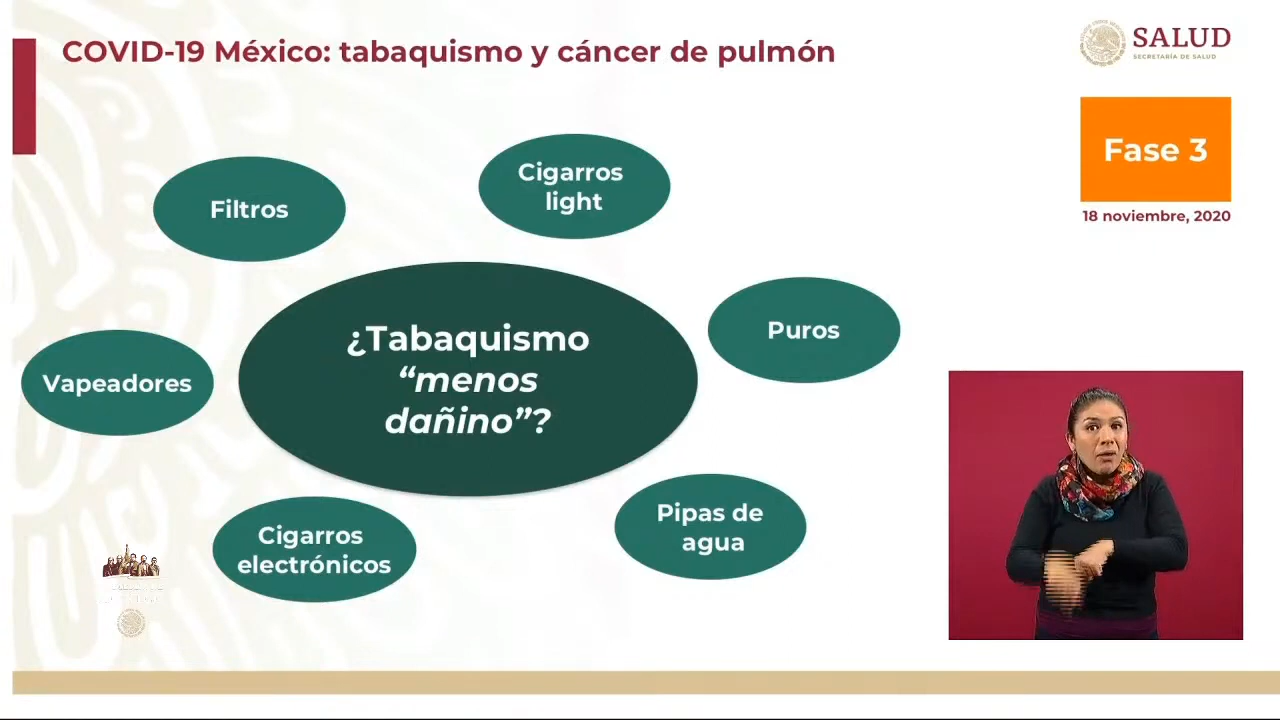 COVID-19 México: tabaquismo y cáncer de pulmón
SALUD
SECRETARÍA DE SALUD
Fase 3
18 noviembre, 2020
Cigarros
light
Filtros
Puros
¿Tabaquismo
“menos
dañino”?
Vapeadores
Pipas de
agua
Cigarros
electrónicos